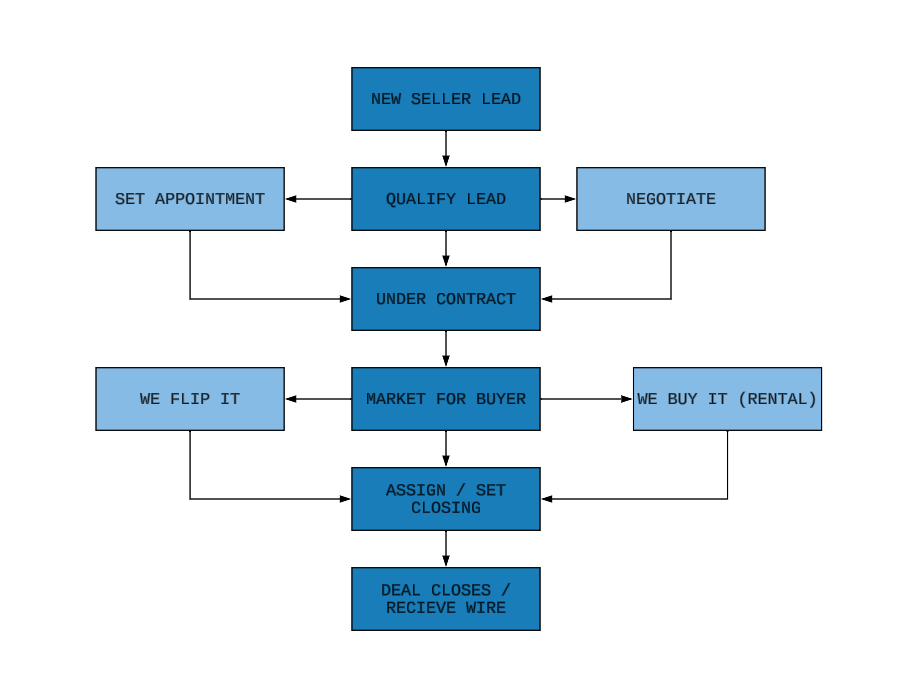 NEW SELLER LEAD
SET APPOINTMENT
QUALIFY LEAD
NEGOTIATE
UNDER CONTRACT
WE FLIP IT
MARKET FOR BUYER
WE BUY IT (RENTAL)
ASSIGN / SET
CLOSING
DEAL CLOSES /
RECIEVE WIRE